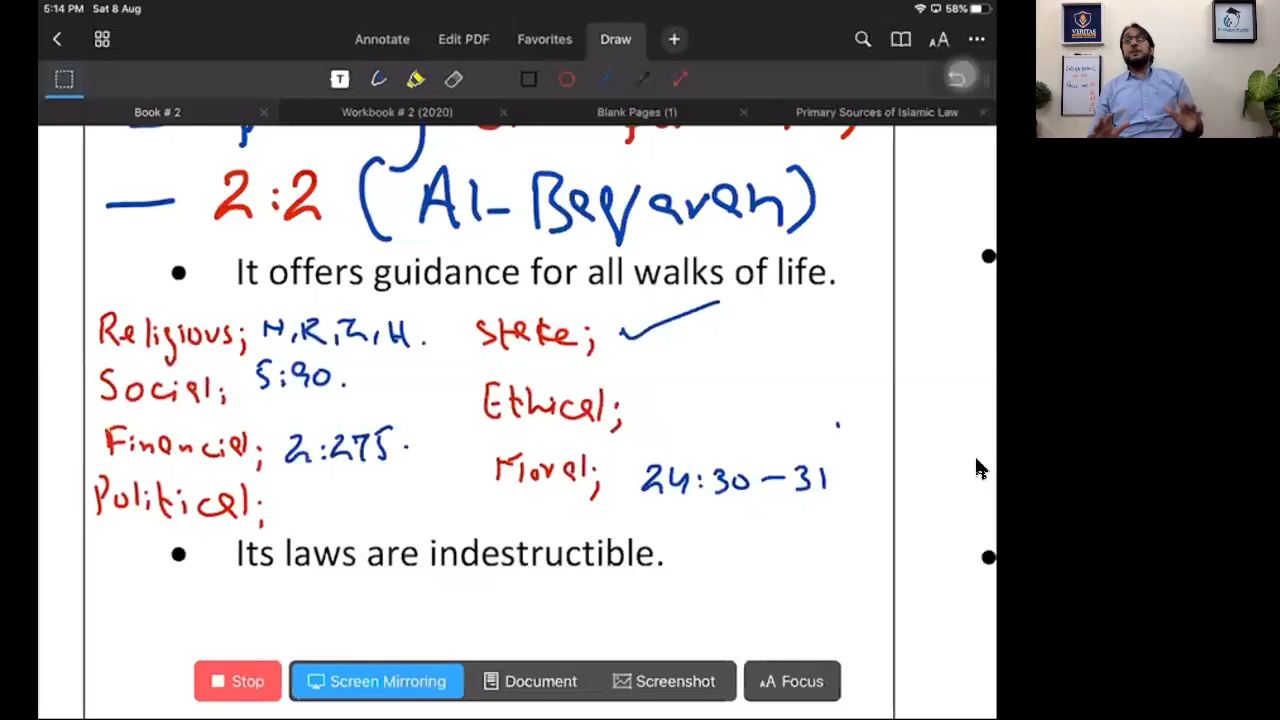 5:14 PM Sat 8 Aug 58%
Annotate Edit PDF Favorites Draw
Book # 2 Workbook # 2 (2020) Blank Pages (1) Primary Sources of Islamic Law
— 2:2 (Al-Baqarah)
• It offers guidance for all walks of life.
Religious; N,R,Z,H. State; ✓
Social; 5:90.
Ethical;
Financial; 2:275.
Moral; 24:30-31
Political;
• Its laws are indestructible.
Stop Screen Mirroring Document Screenshot AA Focus
VERITAS